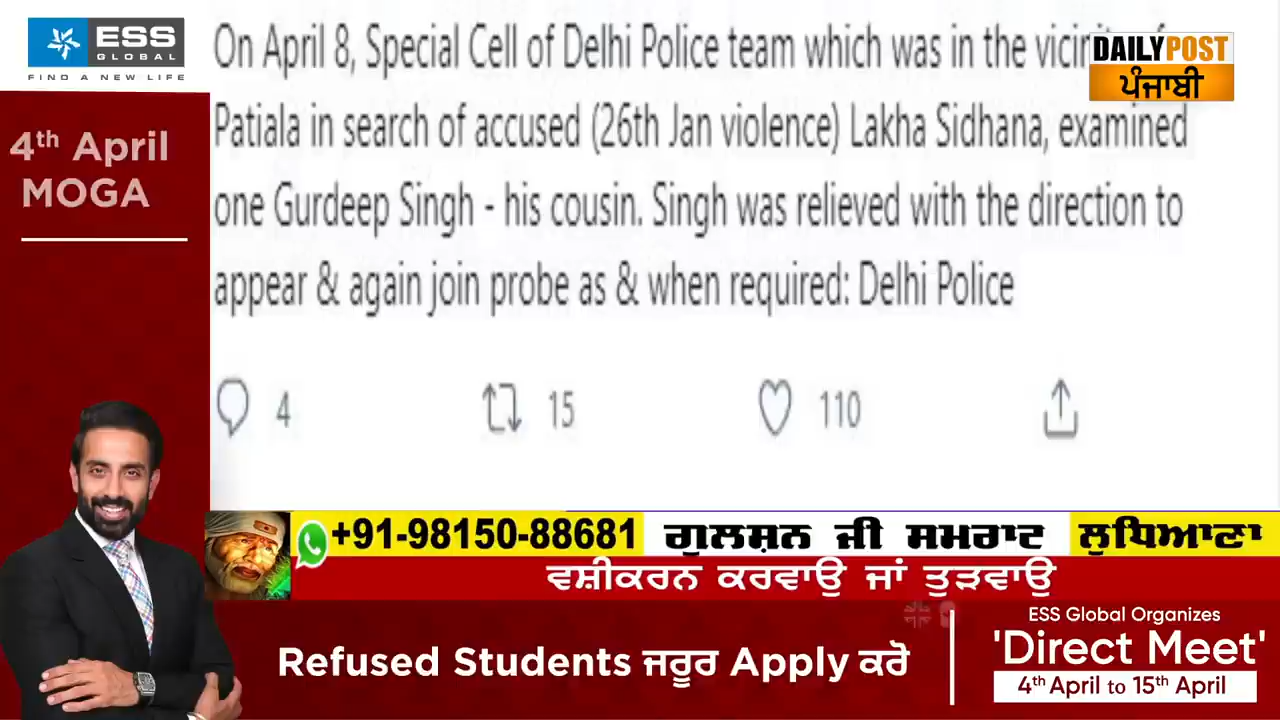 ESS
GLOBAL
FIND A NEW LIFE
On April 8, Special Cell of Delhi Police team which was in the
DAILYPOST
ਪੰਜਾਬੀ
4th April
MOGA
Patiala in search of accused (26th Jan violence) Lakha Sidhana, examined
one Gurdeep Singh - his cousin. Singh was relieved with the direction to
appear & again join probe as & when required: Delhi Police
4 15 110
+91-98150-88681 ਗੁਲਸ਼ਨ ਜੀ ਸਮਰਾਟ ਲੁਧਿਆਣਾ
ਵਸ਼ੀਕਰਨ ਕਰਵਾਉ ਜਾਂ ਤੁੜਵਾਉ
Refused Students ਜਰੂਰ Apply ਕਰੋ
ESS Global Organizes
'Direct Meet'
4th April to 15th April